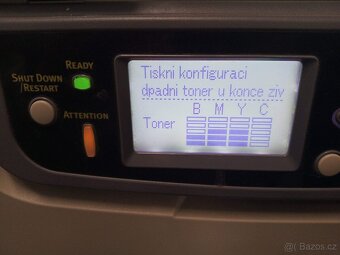 READY
SHUT DOWN
/RESTART
ATTENTION
Tiskni konfiguraci
dpadni toner u konce ziv
B M Y C
Toner
© Bazos.cz